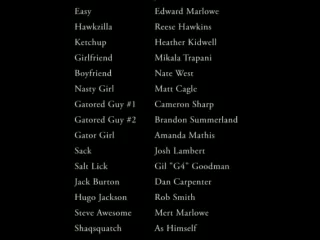 Easy Edward Marlowe
Hawkzilla Reese Hawkins
Ketchup Heather Kidwell
Girlfriend Mikala Trapani
Boyfriend Nate West
Nasty Girl Matt Cagle
Gatored Guy #1 Cameron Sharp
Gatored Guy #2 Brandon Summerland
Gator Girl Amanda Mathis
Sack Josh Lambert
Salt Lick Gil "G4" Goodman
Jack Burton Dan Carpenter
Hugo Jackson Rob Smith
Steve Awesome Mert Marlowe
Shaqsquatch As Himself